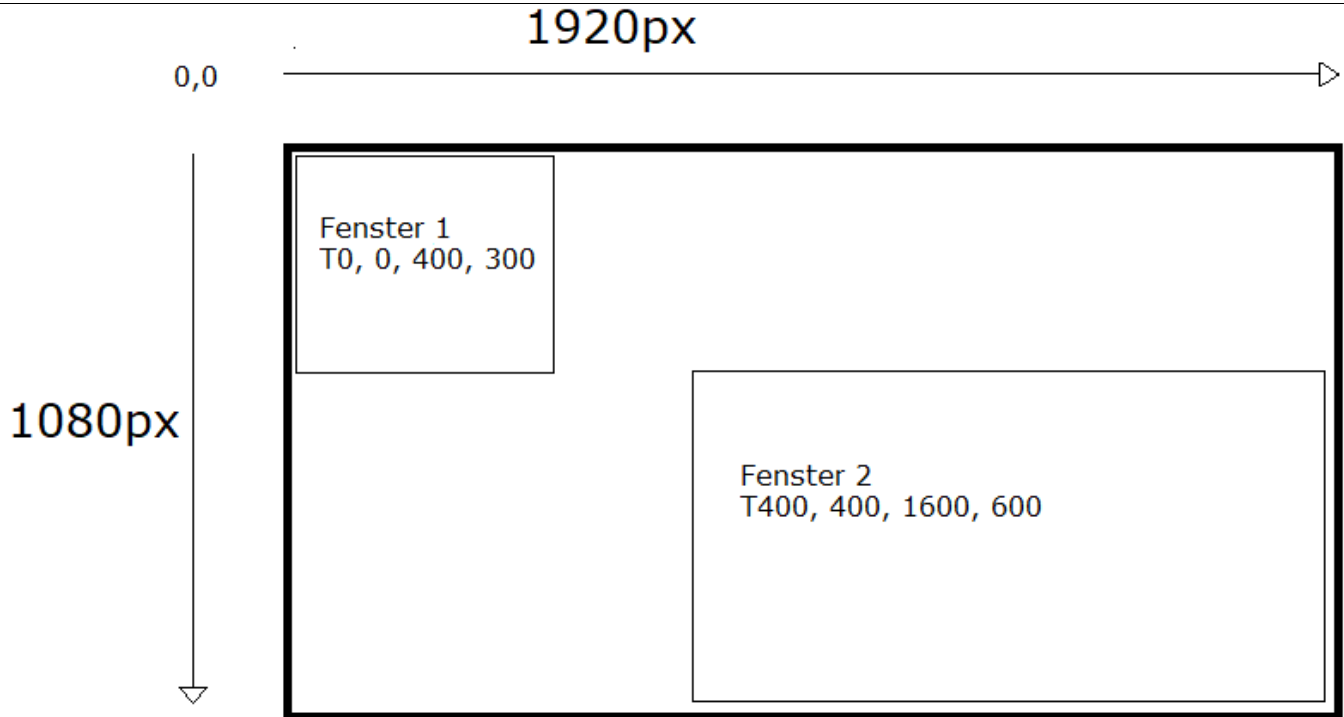 1920px
0,0
Fenster 1
T0, 0, 400, 300
1080px
Fenster 2
T400, 400, 1600, 600